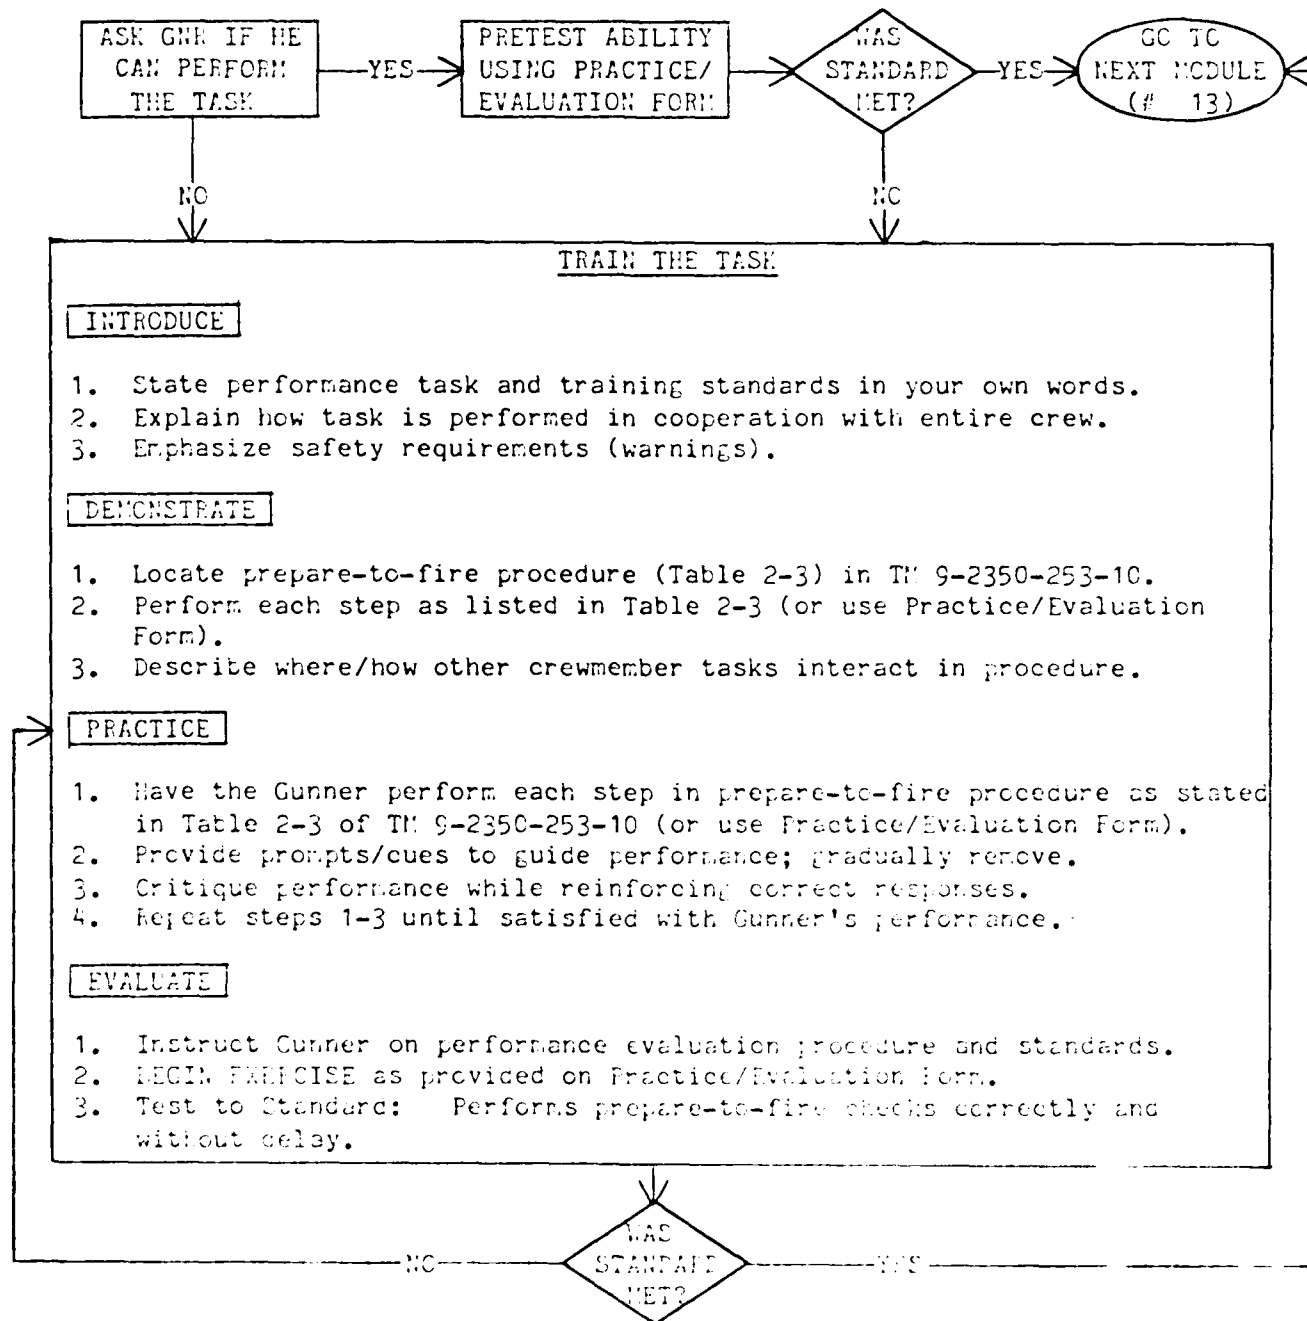 ASK GNR IF HE
CAN PERFORM
THE TASK
YES
PRETEST ABILITY
USING PRACTICE/
EVALUATION FORM
WAS
STANDARD
MET?
YES
GO TO
NEXT MODULE
(# 13)
NO
NO
TRAIN THE TASK
INTRODUCE
1. State performance task and training standards in your own words.
2. Explain how task is performed in cooperation with entire crew.
3. Emphasize safety requirements (warnings).
DEMONSTRATE
1. Locate prepare-to-fire procedure (Table 2-3) in TM 9-2350-253-10.
2. Perform each step as listed in Table 2-3 (or use Practice/Evaluation
Form).
3. Describe where/how other crewmember tasks interact in procedure.
PRACTICE
1. Have the Gunner perform each step in prepare-to-fire procedure as stated
in Table 2-3 of TM 9-2350-253-10 (or use Practice/Evaluation Form).
2. Provide prompts/cues to guide performance; gradually remove.
3. Critique performance while reinforcing correct responses.
4. Repeat steps 1-3 until satisfied with Gunner's performance.
EVALUATE
1. Instruct Gunner on performance evaluation procedure and standards.
2. BEGIN EXERCISE as provided on Practice/Evaluation Form.
3. Test to Standard: Performs prepare-to-fire checks correctly and
without delay.
WAS
STANDARD
MET?
NO
YES